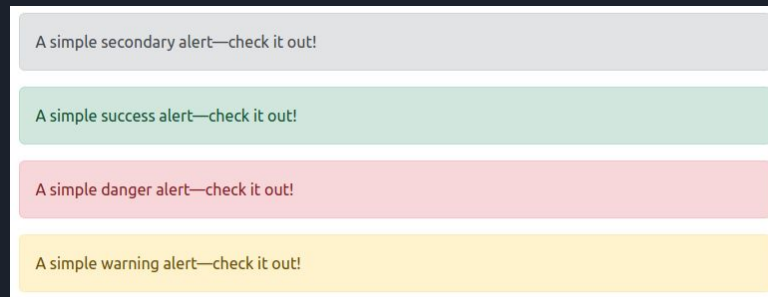 A simple secondary alert—check it out!
A simple success alert—check it out!
A simple danger alert—check it out!
A simple warning alert—check it out!